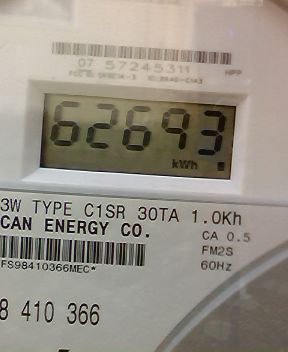 07 57245311 HPP
62693
kWh
3W TYPE C1SR 30TA 1.0Kh
CAN ENERGY CO.
CA 0.5
FM2S
FS98410366MEC*
60Hz
8 410 366